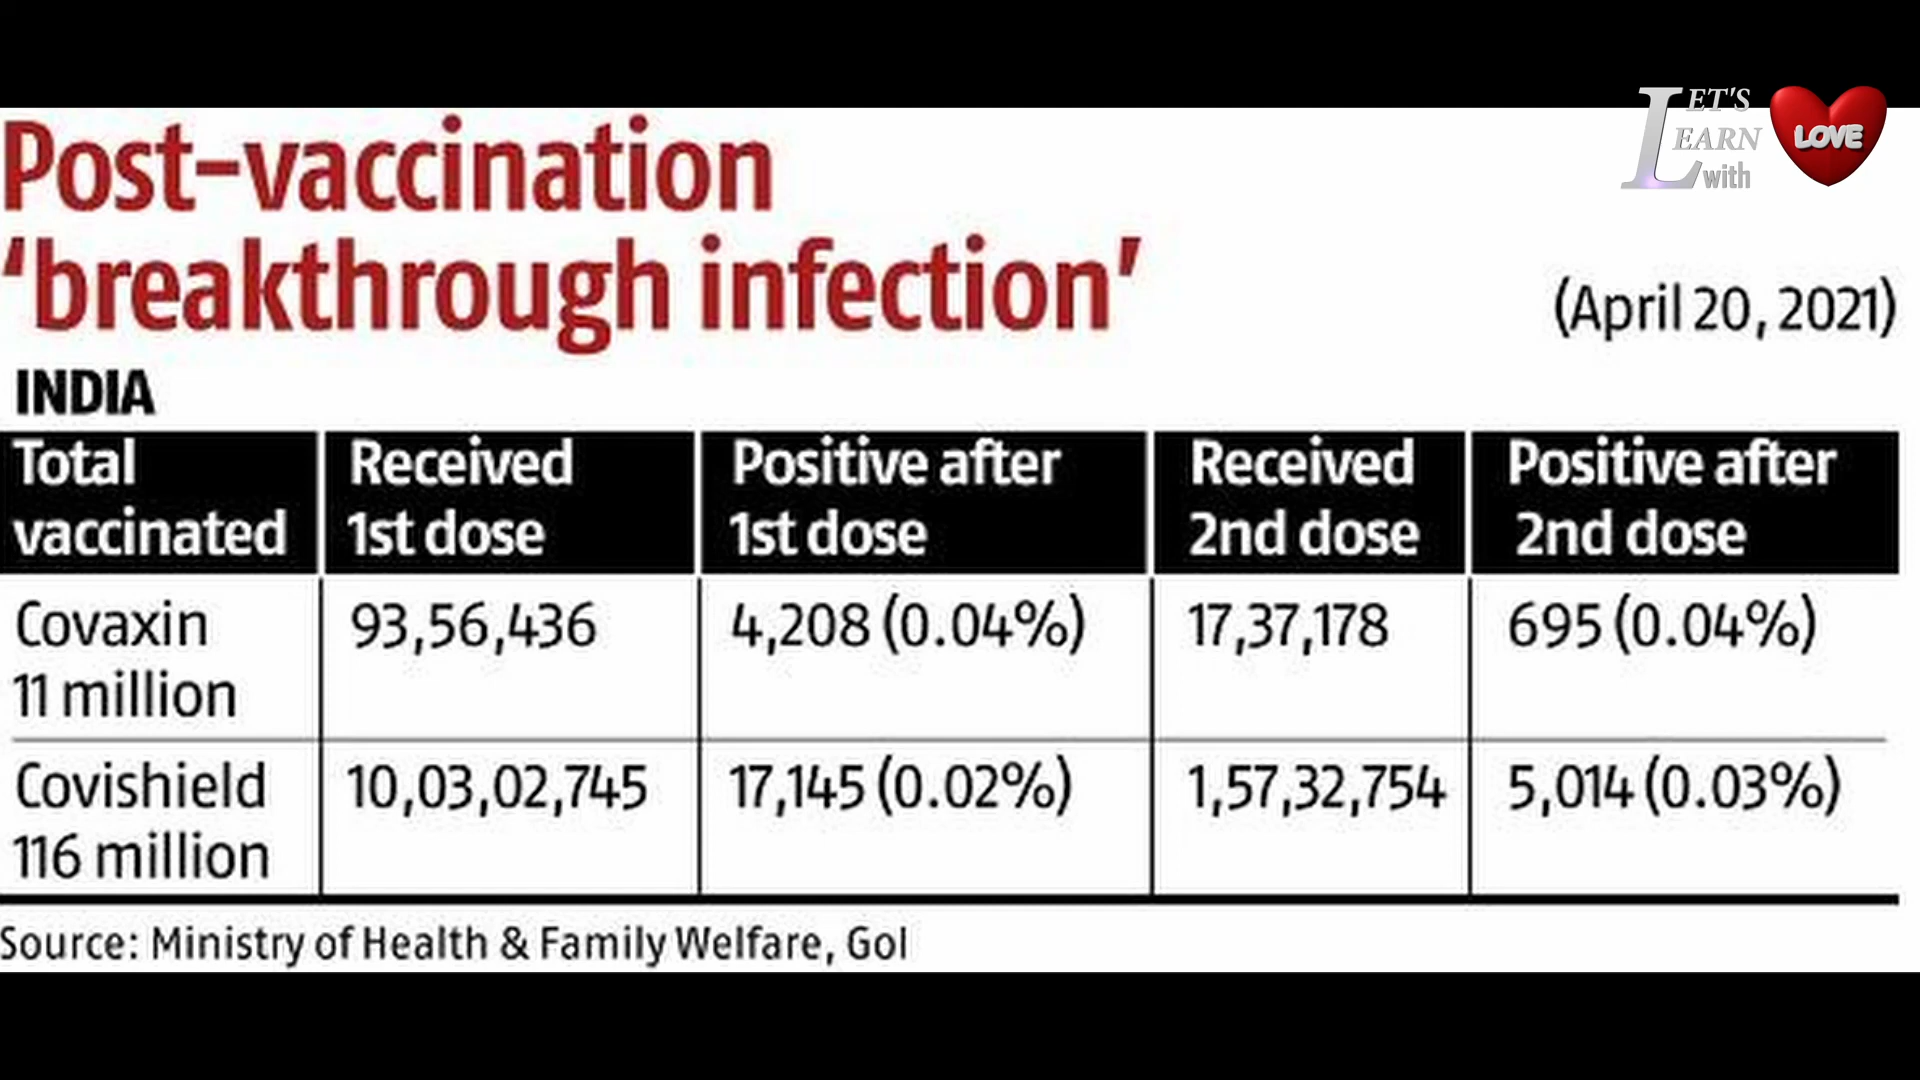 LET'S
LEARN
with
LOVE
Post-vaccination
‘breakthrough infection’
(April 20, 2021)
INDIA
Total vaccinated
Received 1st dose
Positive after 1st dose
Received 2nd dose
Positive after 2nd dose
Covaxin 11 million
93,56,436
4,208 (0.04%)
17,37,178
695 (0.04%)
Covishield 116 million
10,03,02,745
17,145 (0.02%)
1,57,32,754
5,014 (0.03%)
Source: Ministry of Health & Family Welfare, GoI